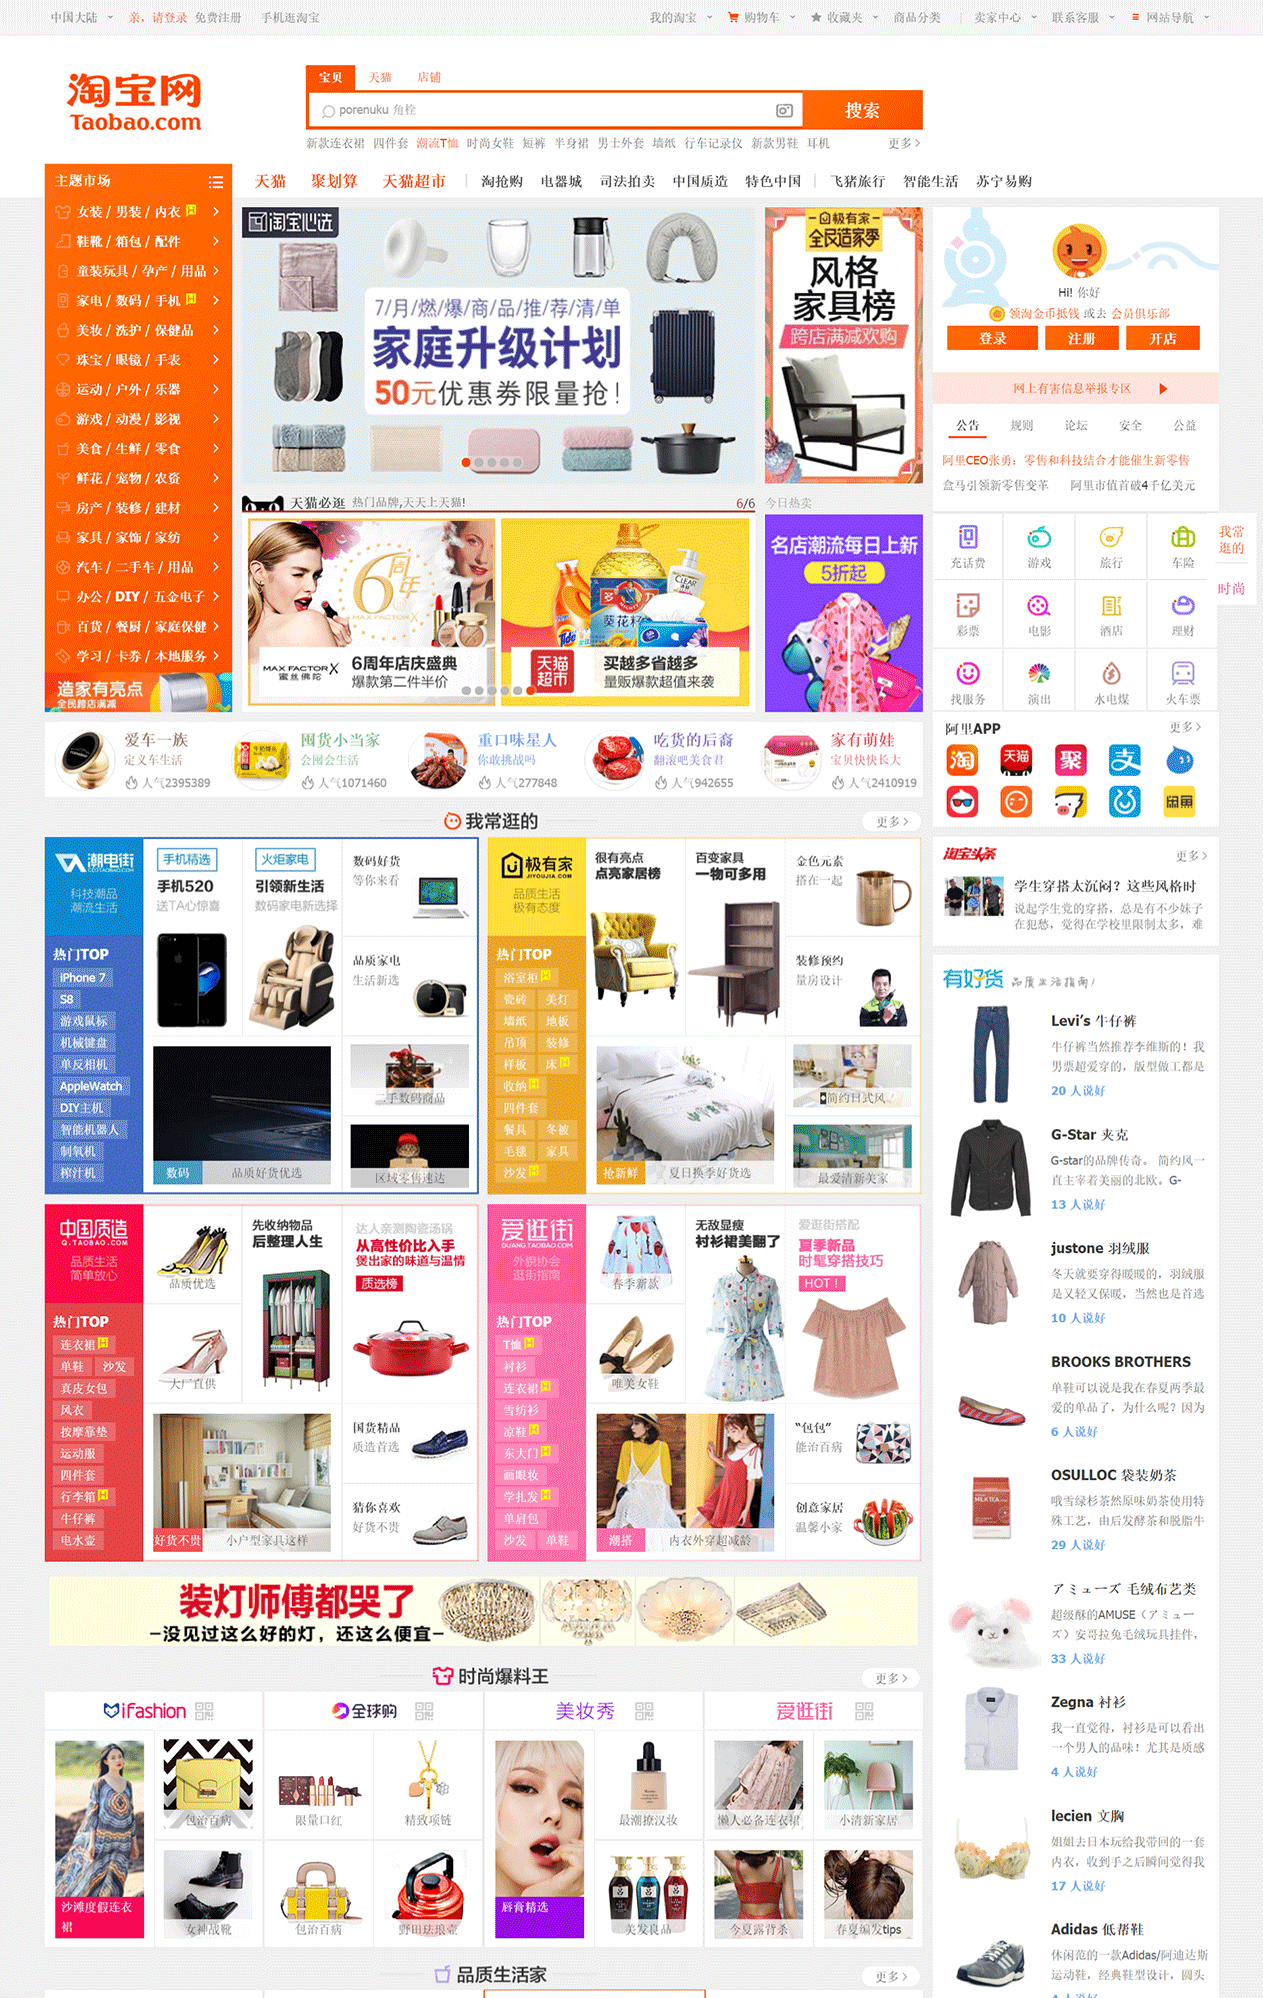 中国大陆 亲，请登录 免费注册 手机逛淘宝
我的淘宝 购物车 收藏夹 商品分类 卖家中心 联系客服 网站导航
淘宝网
Taobao.com
宝贝 天猫 店铺
porenuku 角栓
搜索
新款连衣裙 四件套 潮流T恤 时尚女鞋 短裤 半身裙 男士外套 墙纸 行车记录仪 新款男鞋 耳机 更多
主题市场
天猫 聚划算 天猫超市 淘抢购 电器城 司法拍卖 中国质造 特色中国 飞猪旅行 智能生活 苏宁易购
女装 / 男装 / 内衣 H
鞋靴 / 箱包 / 配件
童装玩具 / 孕产 / 用品
家电 / 数码 / 手机 H
美妆 / 洗护 / 保健品
珠宝 / 眼镜 / 手表
运动 / 户外 / 乐器
游戏 / 动漫 / 影视
美食 / 生鲜 / 零食
鲜花 / 宠物 / 农资
房产 / 装修 / 建材
家具 / 家饰 / 家纺
汽车 / 二手车 / 用品
办公 / DIY / 五金电子
百货 / 餐厨 / 家庭保健
学习 / 卡券 / 本地服务
造家有亮点
全民跨店满减
淘宝心选
7/月/燃/爆/商/品/推/荐/清/单
家庭升级计划
50元优惠券限量抢!
极有家
全民造家季
风格
家具榜
跨店满减欢购
Hi! 你好
领淘金币抵钱 或去 会员俱乐部
登录 注册 开店
网上有害信息举报专区
公告 规则 论坛 安全 公益
阿里CEO张勇：零售和科技结合才能催生新零售
盒马引领新零售变革 阿里市值首破4千亿美元
天猫必逛 热门品牌,天天上天猫! 6/6
今日热卖
6周年
MAX FACTOR X
MAX FACTOR X
蜜丝佛陀
6周年店庆盛典
爆款第二件半价
多力
葵花籽
Tide
CLEAR
天猫
超市
买越多省越多
量贩爆款超值来袭
名店潮流每日上新
5折起
充话费 游戏 旅行 车险
彩票 电影 酒店 理财
找服务 演出 水电煤 火车票
我常
逛的
时尚
阿里APP 更多
淘 天猫 聚 支
闲鱼
爱车一族
定义车生活
人气2395389
囤货小当家
会囤会生活
人气1071460
重口味星人
你敢挑战吗
人气277848
吃货的后裔
翻滚吧美食君
人气942655
家有萌娃
宝贝快快长大
人气2410919
我常逛的
更多
潮电街
科技潮品
潮流生活
热门TOP
iPhone 7
S8
游戏鼠标
机械键盘
单反相机
AppleWatch
DIY主机
智能机器人
制氧机
榨汁机
手机精选
手机520
送TA心惊喜
火炬家电
引领新生活
数码家电新选择
数码好货
等你来看
品质家电
生活新选
数码 品质好货优选
二手数码商品
区域零售速达
极有家
JIYOUJIA.COM
品质生活
极有态度
热门TOP
浴室柜 H
瓷砖 美灯
墙纸 地板
吊顶 装修
样板 床 H
收纳 H
四件套
餐具 冬被
毛毯 家具
沙发 H
很有亮点
点亮家居榜
百变家具
一物可多用
金色元素
搭在一起
装修预约
量房设计
抢新鲜 夏日换季好货选
简约日式风
最爱清新美家
中国质造
Q.TAOBAO.COM
品质生活
简单放心
热门TOP
连衣裙 H
单鞋 沙发
真皮女包
风衣
按摩靠垫
运动服
四件套
行李箱 H
牛仔裤
电水壶
品质优选
大厂直供
先收纳物品
后整理人生
达人亲测陶瓷汤锅
从高性价比入手
煲出家的味道与温情
质选榜
国货精品
质造首选
猜你喜欢
好货不贵
好货不贵 小户型家具这样
爱逛街
GUANG.TAOBAO.COM
外貌协会
逛街指南
热门TOP
T恤 H
衬衫
连衣裙 H
雪纺衫
凉鞋 H
东大门 H
画眼妆
学扎发 H
单肩包
沙发 单鞋
春季新款
唯美女鞋
无敌显瘦
衬衫裙美翻了
爱逛街搭配
夏季新品
时髦穿搭技巧
HOT !
“包包”
能治百病
创意家居
温馨小家
潮搭 内衣外穿超减龄
淘宝头条 更多
学生穿搭太沉闷？这些风格时
说起学生党的穿搭，总是有不少妹子
在犯愁，觉得在学校里限制太多，难
有好货 品质生活指南
Levi’s 牛仔裤
牛仔裤当然推荐李维斯的！我
男票超爱穿的，版型做工都是
20 人说好
G-Star 夹克
G-star的品牌传奇。 简约风一
直主宰着美丽的北欧。G-
13 人说好
justone 羽绒服
冬天就要穿得暖暖的，羽绒服
是又轻又保暖，当然也是首选
10 人说好
BROOKS BROTHERS
单鞋可以说是我在春夏两季最
爱的单品了，为什么呢？因为
6 人说好
OSULLOC 袋装奶茶
哦雪绿杉茶然原味奶茶使用特
殊工艺，由后发酵茶和脱脂牛
29 人说好
アミューズ 毛绒布艺类
超级酥的AMUSE（アミュー
ズ）安哥拉兔毛绒玩具挂件，
33 人说好
Zegna 衬衫
我一直觉得，衬衫是可以看出
一个男人的品味！尤其是质感
4 人说好
lecien 文胸
姐姐去日本玩给我带回的一套
内衣，收到手之后瞬间觉得我
17 人说好
Adidas 低帮鞋
休闲范的一款Adidas/阿迪达斯
运动鞋，经典鞋型设计，圆头
装灯师傅都哭了
没见过这么好的灯，还这么便宜
时尚爆料王
更多
iFashion 全球购 美妆秀 爱逛街
沙滩度假连衣
裙
包治百病 限量口红 精致项链
唇膏精选
最潮撩汉妆 懒人必备连衣裙 小清新家居
女神战靴 包治百病 野田珐琅壶
美发良品 今夏露背杀 春夏编发tips
品质生活家
更多